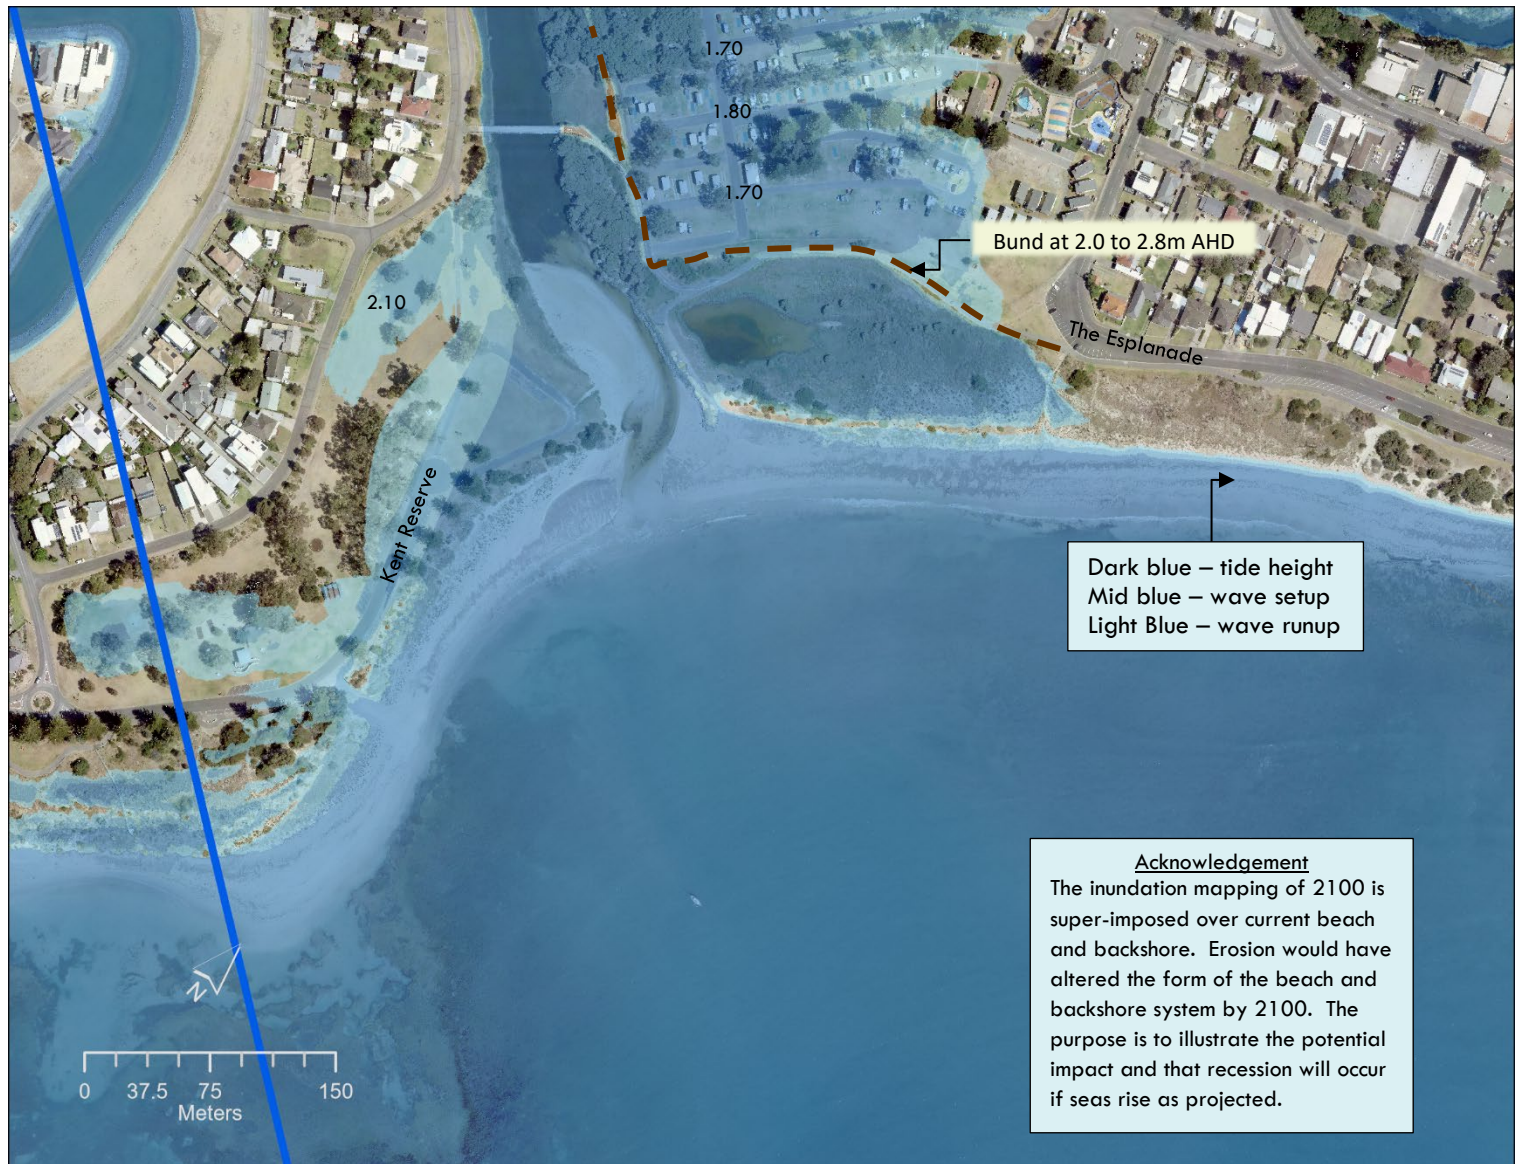 1.70
1.80
1.70
Bund at 2.0 to 2.8m AHD
2.10
The Esplanade
Kent Reserve
Dark blue – tide height
Mid blue – wave setup
Light Blue – wave runup
Acknowledgement
The inundation mapping of 2100 is
super-imposed over current beach
and backshore.  Erosion would have
altered the form of the beach and
backshore system by 2100.  The
purpose is to illustrate the potential
impact and that recession will occur
if seas rise as projected.
N
0 37.5 75 150
Meters